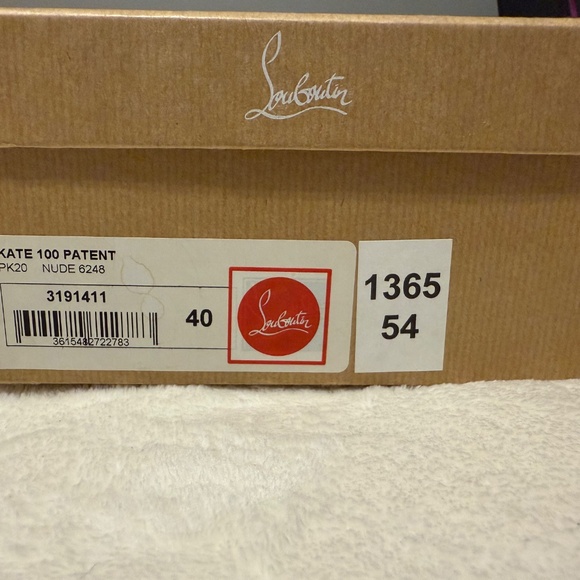 Louboutin
KATE 100 PATENT
PK20 NUDE 6248
3191411
3615482722783
40
Louboutin
1365
54